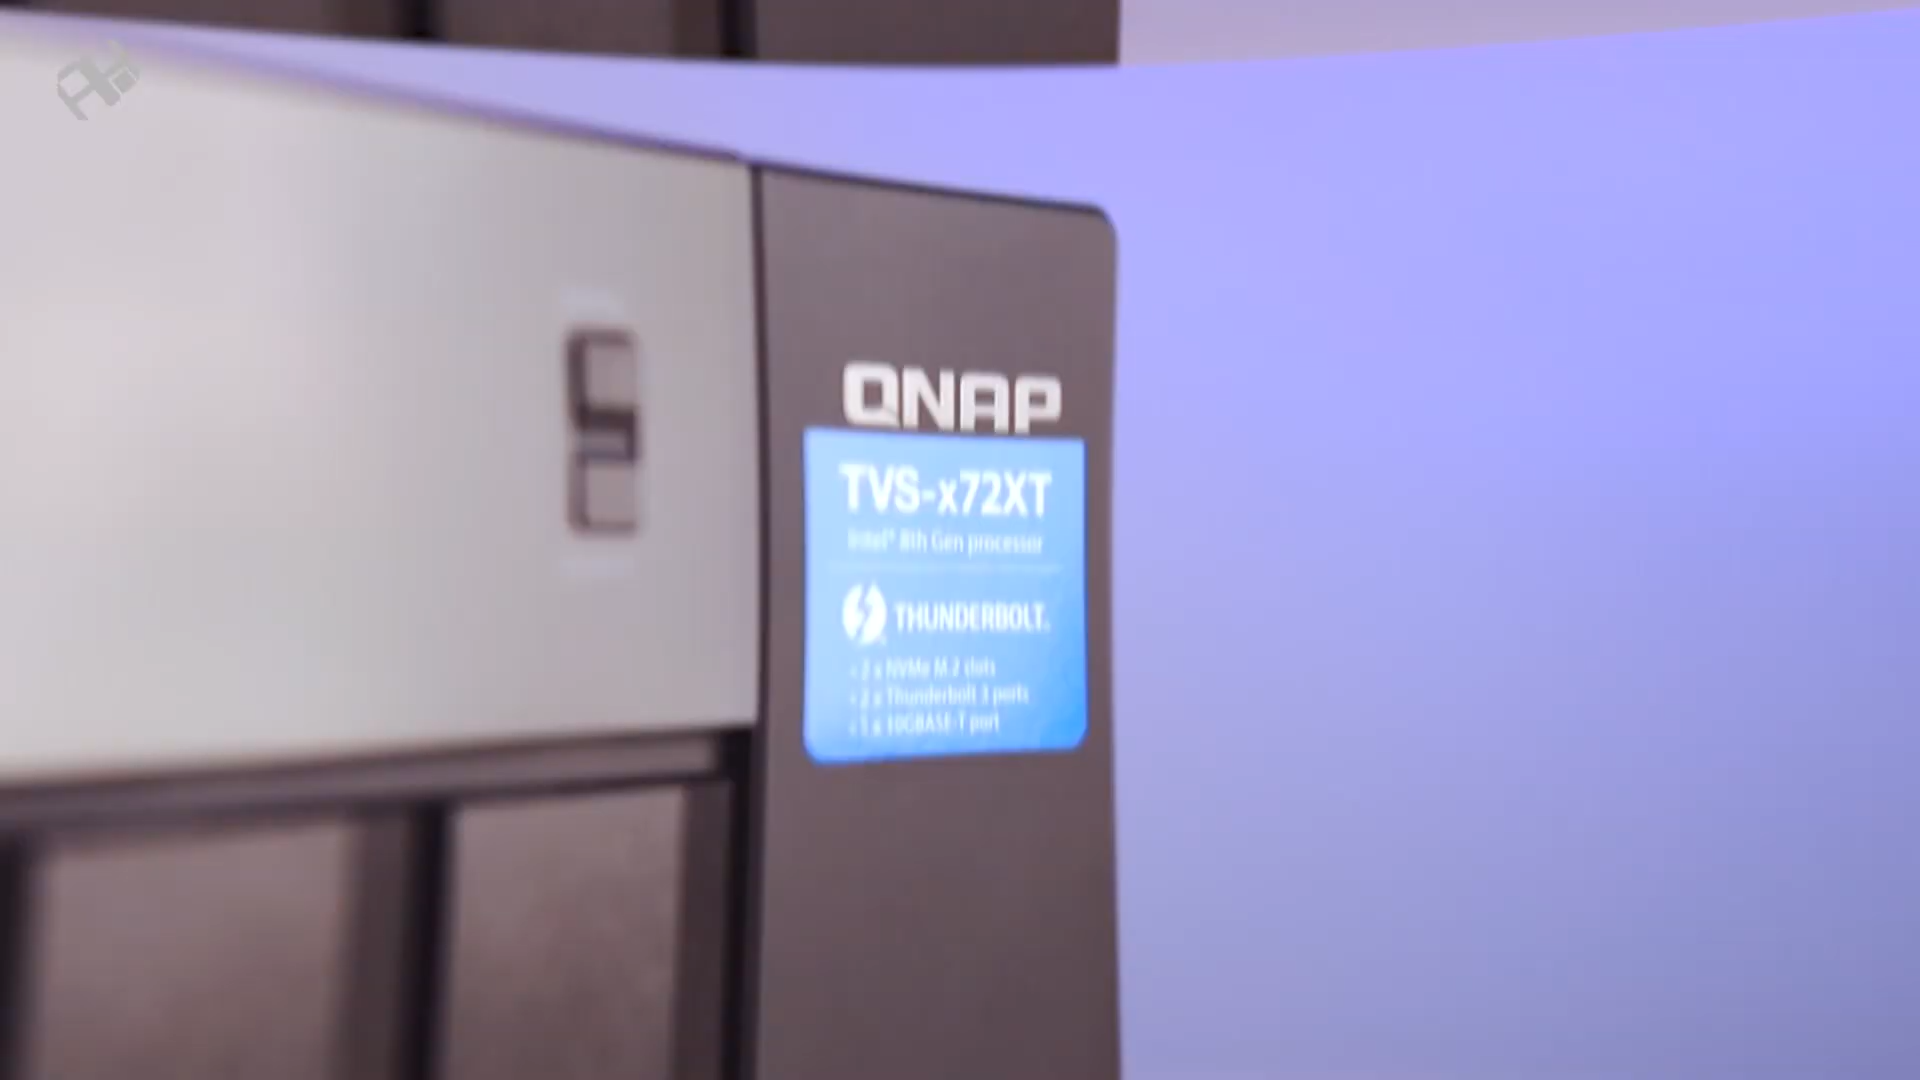 QNAP
TVS-x72XT
Intel® 8th Gen processor
THUNDERBOLT.
• 2 x NVMe M.2 slots
• 2 x Thunderbolt 3 ports
• 1 x 10GBASE-T port